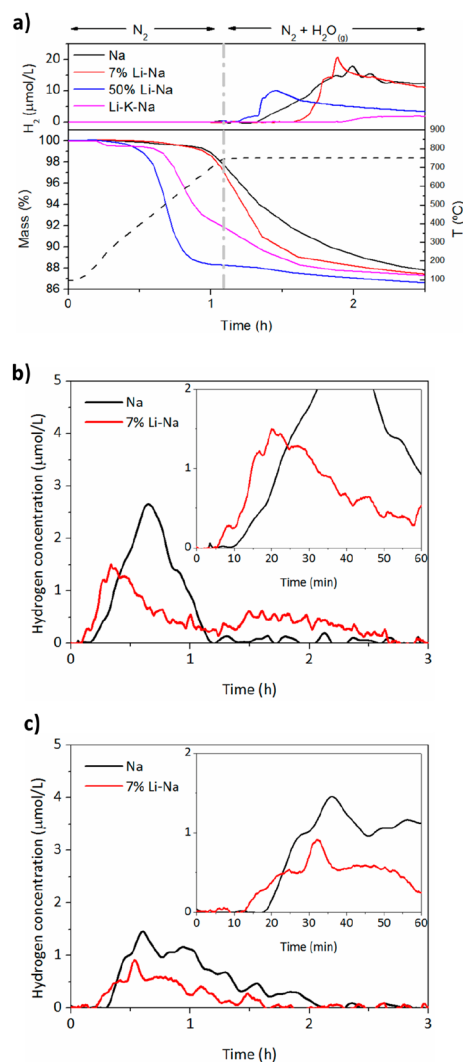 a)
N₂
N₂ + H₂O(g)
H₂ (μmol/L)
20
10
0
Na
7% Li-Na
50% Li-Na
Li-K-Na
Mass (%)
100
98
96
94
92
90
88
86
900
800
700
600
500
400
300
200
100
T (ºC)
0
1
2
Time (h)
b)
Hydrogen concentration (μmol/L)
5
4
3
2
1
0
Na
7% Li-Na
2
1
0
0 10 20 30 40 50 60
Time (min)
0 1 2 3
Time (h)
c)
Hydrogen concentration (μmol/L)
5
4
3
2
1
0
Na
7% Li-Na
2
1
0
0 10 20 30 40 50 60
Time (min)
0 1 2 3
Time (h)